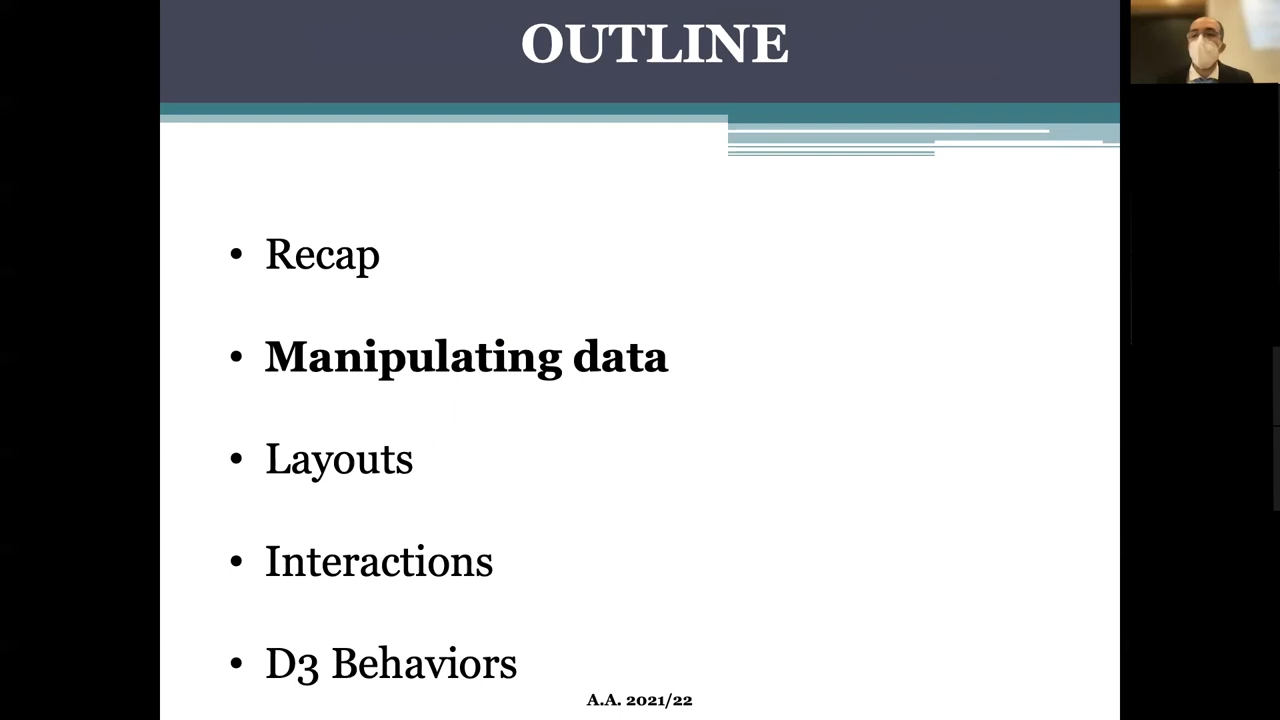 OUTLINE
• Recap
• Manipulating data
• Layouts
• Interactions
• D3 Behaviors
A.A. 2021/22